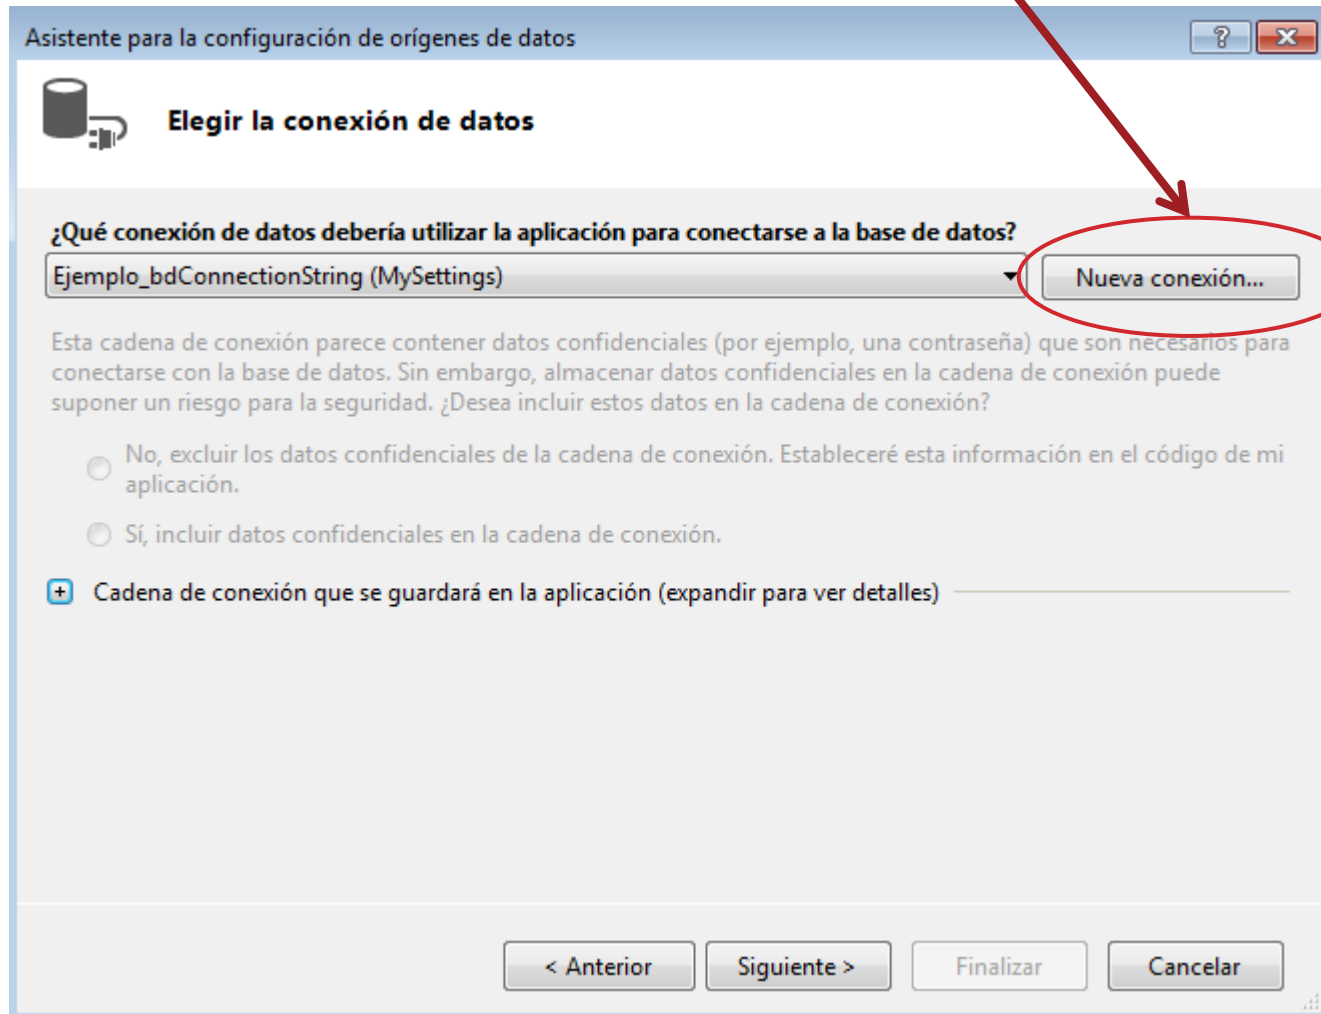 Asistente para la configuración de orígenes de datos
Elegir la conexión de datos
¿Qué conexión de datos debería utilizar la aplicación para conectarse a la base de datos?
Ejemplo_bdConnectionString (MySettings)
Nueva conexión...
Esta cadena de conexión parece contener datos confidenciales (por ejemplo, una contraseña) que son necesarios para
conectarse con la base de datos. Sin embargo, almacenar datos confidenciales en la cadena de conexión puede
suponer un riesgo para la seguridad. ¿Desea incluir estos datos en la cadena de conexión?
No, excluir los datos confidenciales de la cadena de conexión. Estableceré esta información en el código de mi
aplicación.
Sí, incluir datos confidenciales en la cadena de conexión.
Cadena de conexión que se guardará en la aplicación (expandir para ver detalles)
< Anterior
Siguiente >
Finalizar
Cancelar